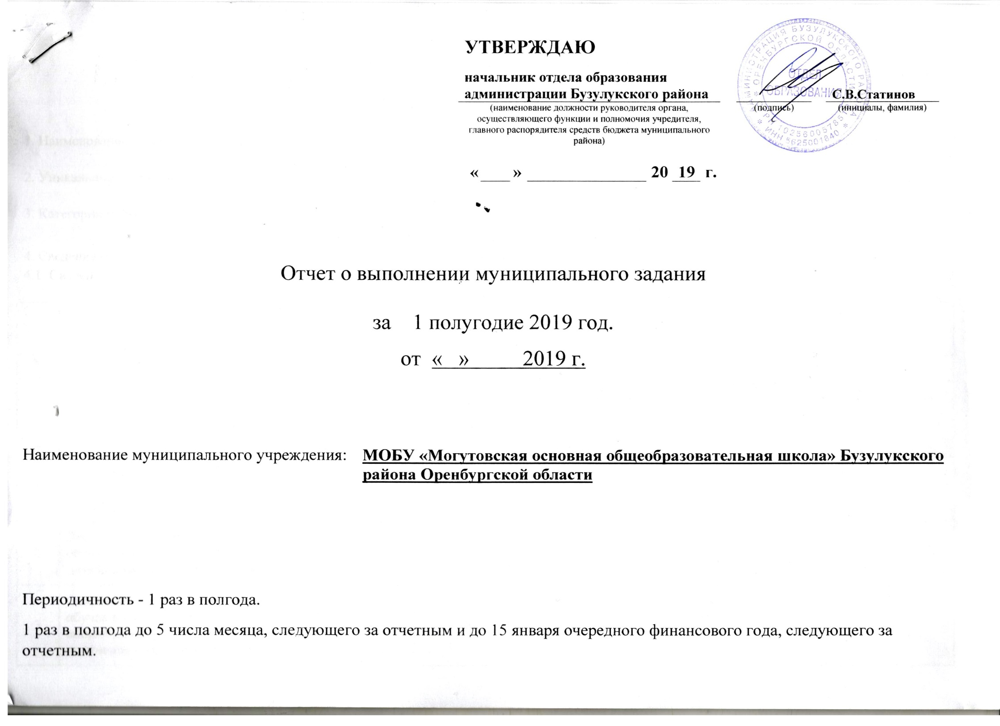 УТВЕРЖДАЮ
начальник отдела образования
администрации Бузулукского района
С.В.Статинов
(наименование должности руководителя органа,
осуществляющего функции и полномочия учредителя,
главного распорядителя средств бюджета муниципального
района)
(подпись)
(инициалы, фамилия)
АДМИНИСТРАЦИЯ БУЗУЛУКСКОГО РАЙОНА
ОРЕНБУРГСКОЙ ОБЛАСТИ
ОТДЕЛ
ОБРАЗОВАНИЯ
ИНН 5625001840
«____» ______________ 20 19 г.
Отчет о выполнении муниципального задания
за 1 полугодие 2019 год.
от « » 2019 г.
Наименование муниципального учреждения: МОБУ «Могутовская основная общеобразовательная школа» Бузулукского
района Оренбургской области
Периодичность - 1 раз в полгода.
1 раз в полгода до 5 числа месяца, следующего за отчетным и до 15 января очередного финансового года, следующего за
отчетным.